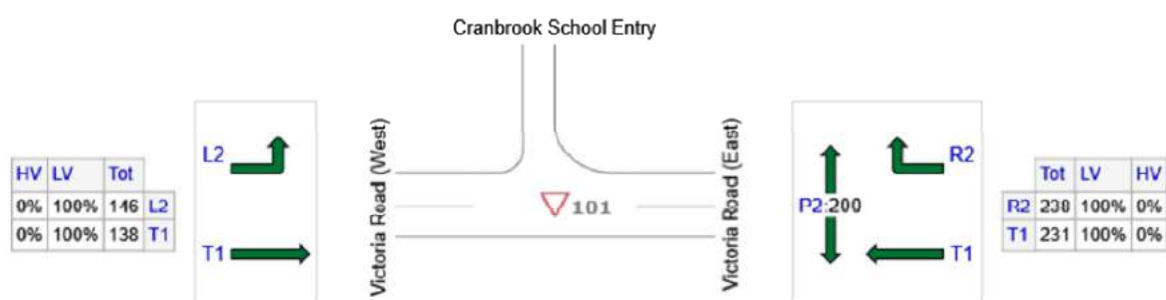 Cranbrook School Entry
HV LV Tot
0% 100% 146 L2
0% 100% 138 T1
L2
T1
Victoria Road (West)
101
Victoria Road (East)
P2:200
R2
T1
Tot LV HV
R2 230 100% 0%
T1 231 100% 0%